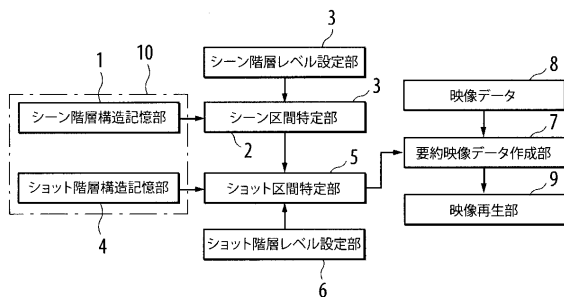 3
シーン階層レベル設定部
10
1
シーン階層構造記憶部
3
シーン区間特定部
2
8
映像データ
7
要約映像データ作成部
5
ショット区間特定部
ショット階層構造記憶部
4
9
映像再生部
ショット階層レベル設定部
6